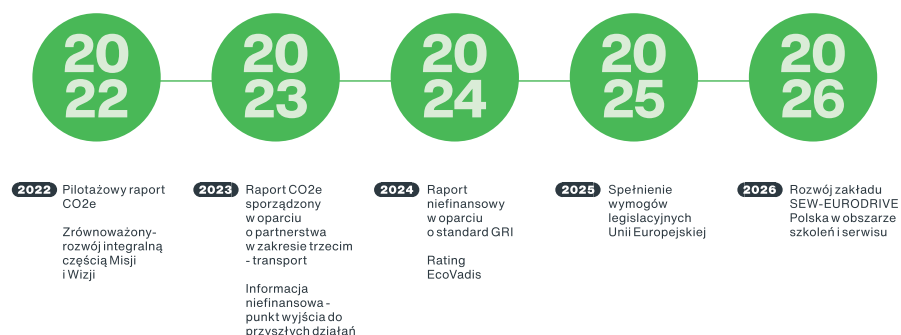 20
22
20
23
20
24
20
25
20
26
2022 Pilotażowy raport
CO2e
Zrównoważony-
rozwój integralną
częścią Misji
i Wizji
2023 Raport CO2e
sporządzony
w oparciu
o partnerstwa
w zakresie trzecim
- transport
Informacja
niefinansowa -
punkt wyjścia do
przyszłych działań
2024 Raport
niefinansowy
w oparciu
o standard GRI
Rating
EcoVadis
2025 Spełnienie
wymogów
legislacyjnych
Unii Europejskiej
2026 Rozwój zakładu
SEW-EURODRIVE
Polska w obszarze
szkoleń i serwisu